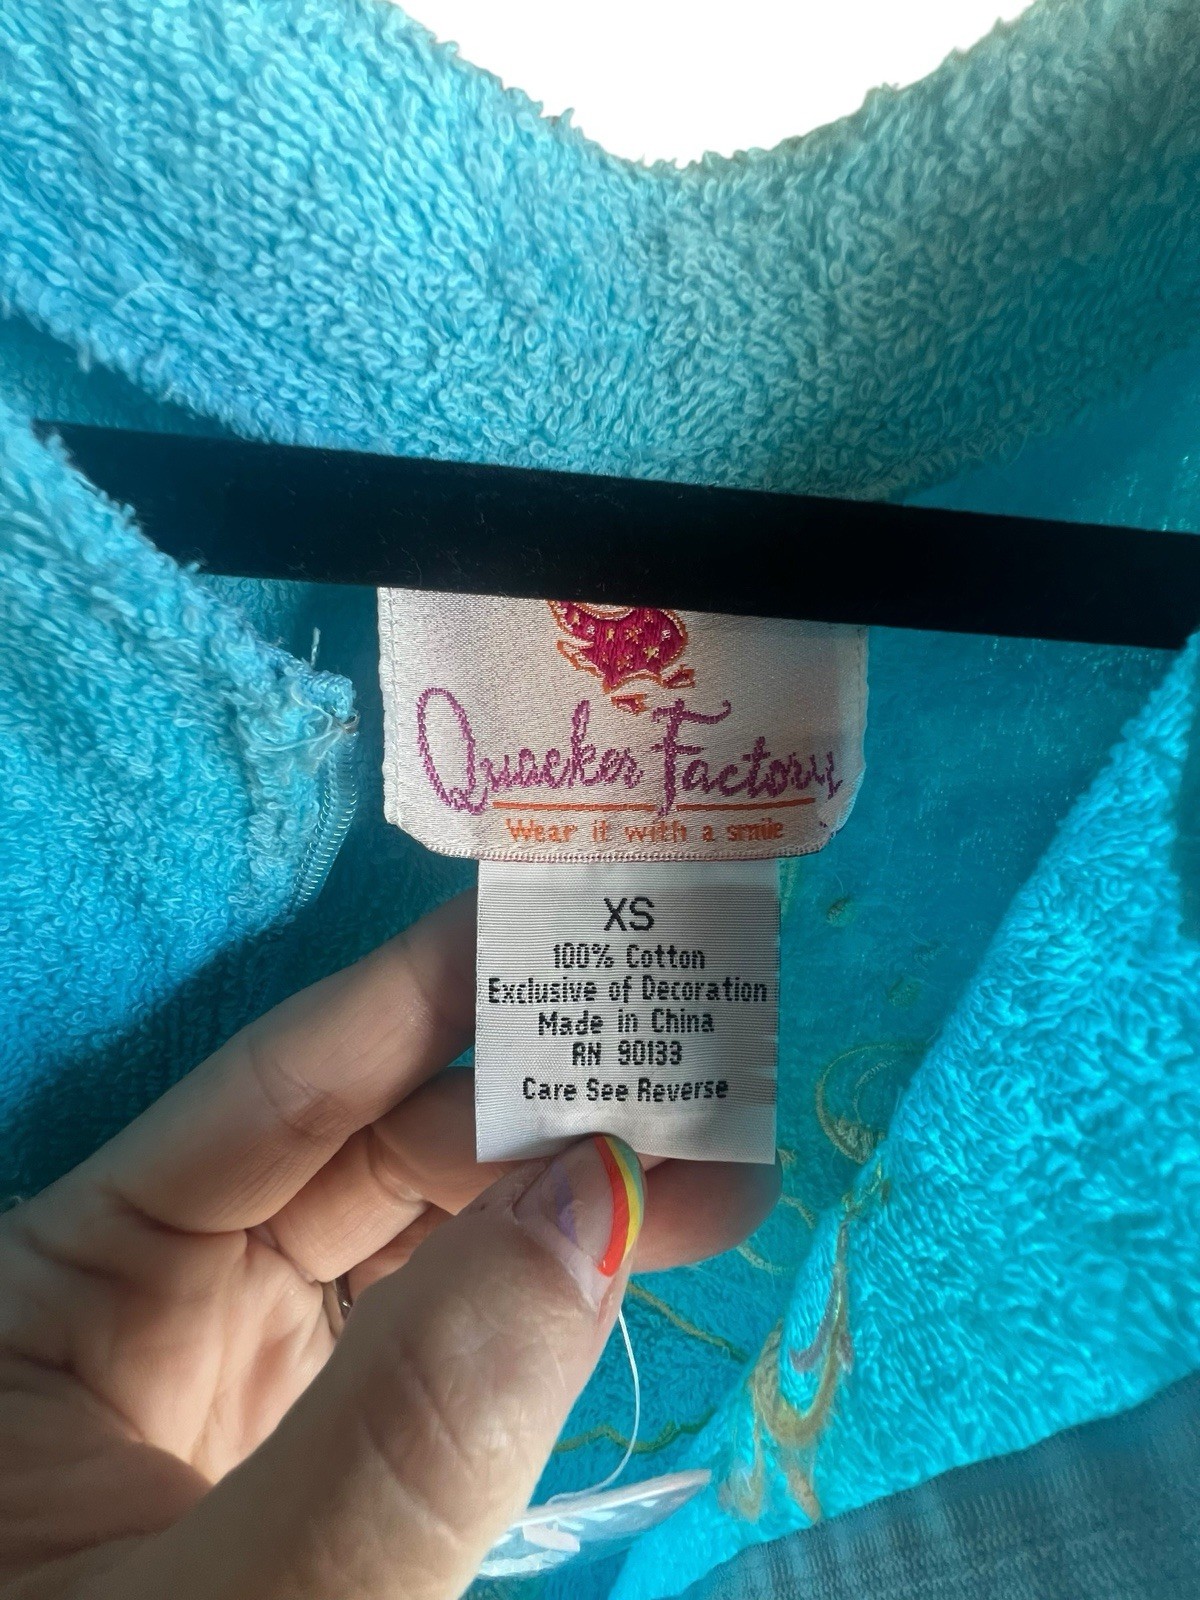 Quacker Factory
Wear it with a smile
XS
100% Cotton
Exclusive of Decoration
Made in China
RN 90133
Care See Reverse